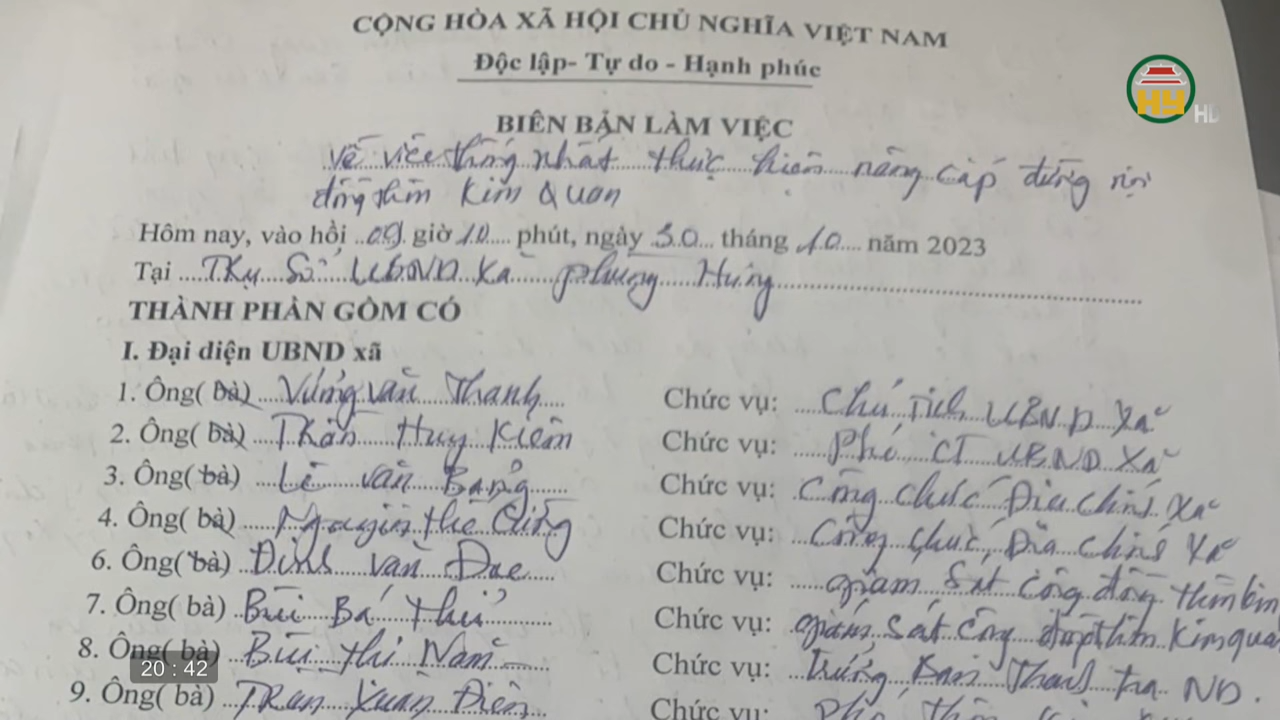 CỘNG HÒA XÃ HỘI CHỦ NGHĨA VIỆT NAM
Độc lập- Tự do - Hạnh phúc
HY HD
BIÊN BẢN LÀM VIỆC
Về việc thống nhất thực hiện nâng cấp đường nội
đồng thôn Kim Quan
Hôm nay, vào hồi ..09.. giờ 10.... phút, ngày 30... tháng 10.... năm 2023
Tại ....Trụ Sở UBND Xã Phùng Hưng
THÀNH PHẦN GỒM CÓ
I. Đại diện UBND xã
1. Ông( bà) Vương Văn Thanh Chức vụ: Chủ Tịch UBND Xã
2. Ông( bà) Trần Huy Kiên Chức vụ: Phó CT UBND Xã
3. Ông( bà) Lê Văn Bảng Chức vụ: Công chức Địa Chính Xã
4. Ông( bà) Nguyễn Thế Cường Chức vụ: Công chức Địa Chính Xã
6. Ông( bà) Đinh Văn Chức vụ: giám sát cộng đồng thôn
7. Ông( bà) Bùi Bá Chức vụ: giám sát cộng thôn Kim Quan
8. Ông( bà) Bùi Thị Năm Chức vụ: Trưởng Ban Thanh tra ND.
20 : 42
9. Ông( bà) Trần Xuân Chức vụ: Phó